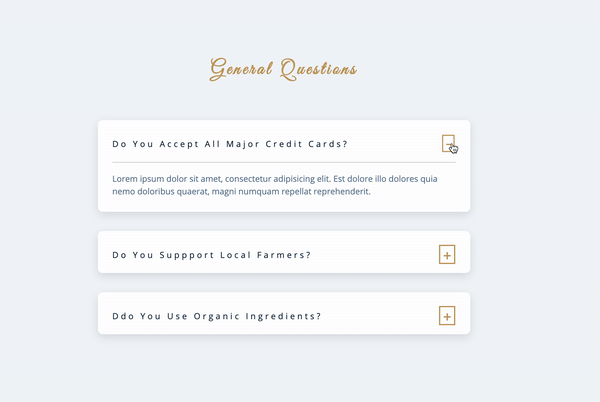 General Questions
Do You Accept All Major Credit Cards?
Lorem ipsum dolor sit amet, consectetur adipisicing elit. Est dolore illo dolores quia
nemo doloribus quaerat, magni numquam repellat reprehenderit.
Do You Suppport Local Farmers?
Ddo You Use Organic Ingredients?